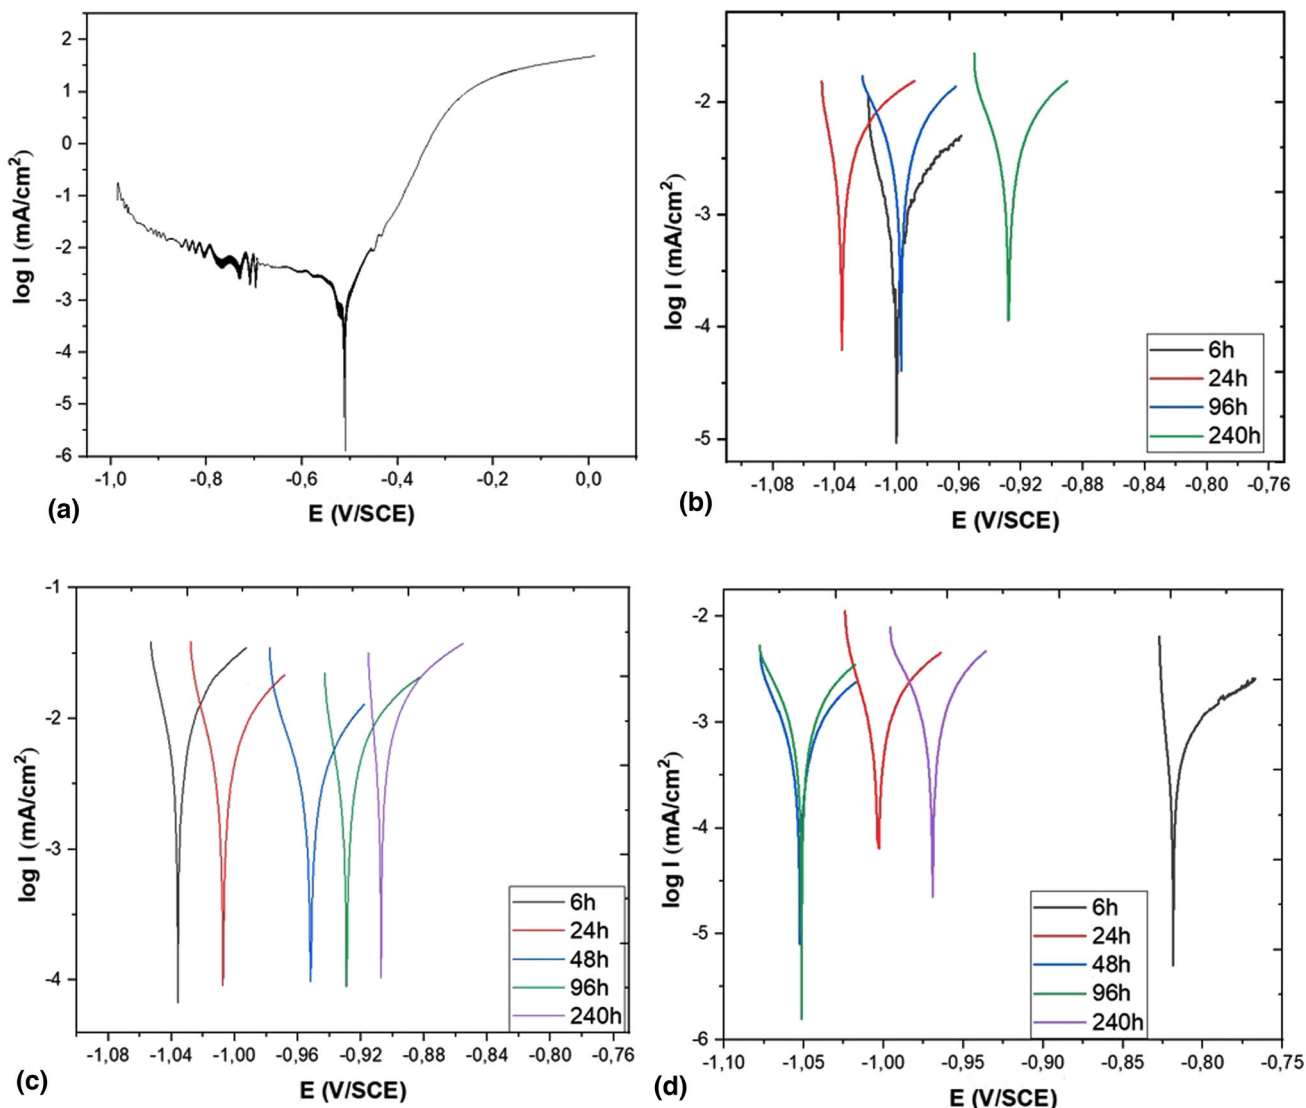 2
1
0
-1
-2
-3
-4
-5
-6
log I (mA/cm²)
-1,0 -0,8 -0,6 -0,4 -0,2 0,0
E (V/SCE)
(a)
-2
-3
-4
-5
log I (mA/cm²)
6h
24h
96h
240h
-1,08 -1,04 -1,00 -0,96 -0,92 -0,88 -0,84 -0,80 -0,76
E (V/SCE)
(b)
-1
-2
-3
-4
log I (mA/cm²)
6h
24h
48h
96h
240h
-1,08 -1,04 -1,00 -0,96 -0,92 -0,88 -0,84 -0,80 -0,76
E (V/SCE)
(c)
-2
-3
-4
-5
-6
log I (mA/cm²)
6h
24h
48h
96h
240h
-1,10 -1,05 -1,00 -0,95 -0,90 -0,85 -0,80 -0,75
E (V/SCE)
(d)